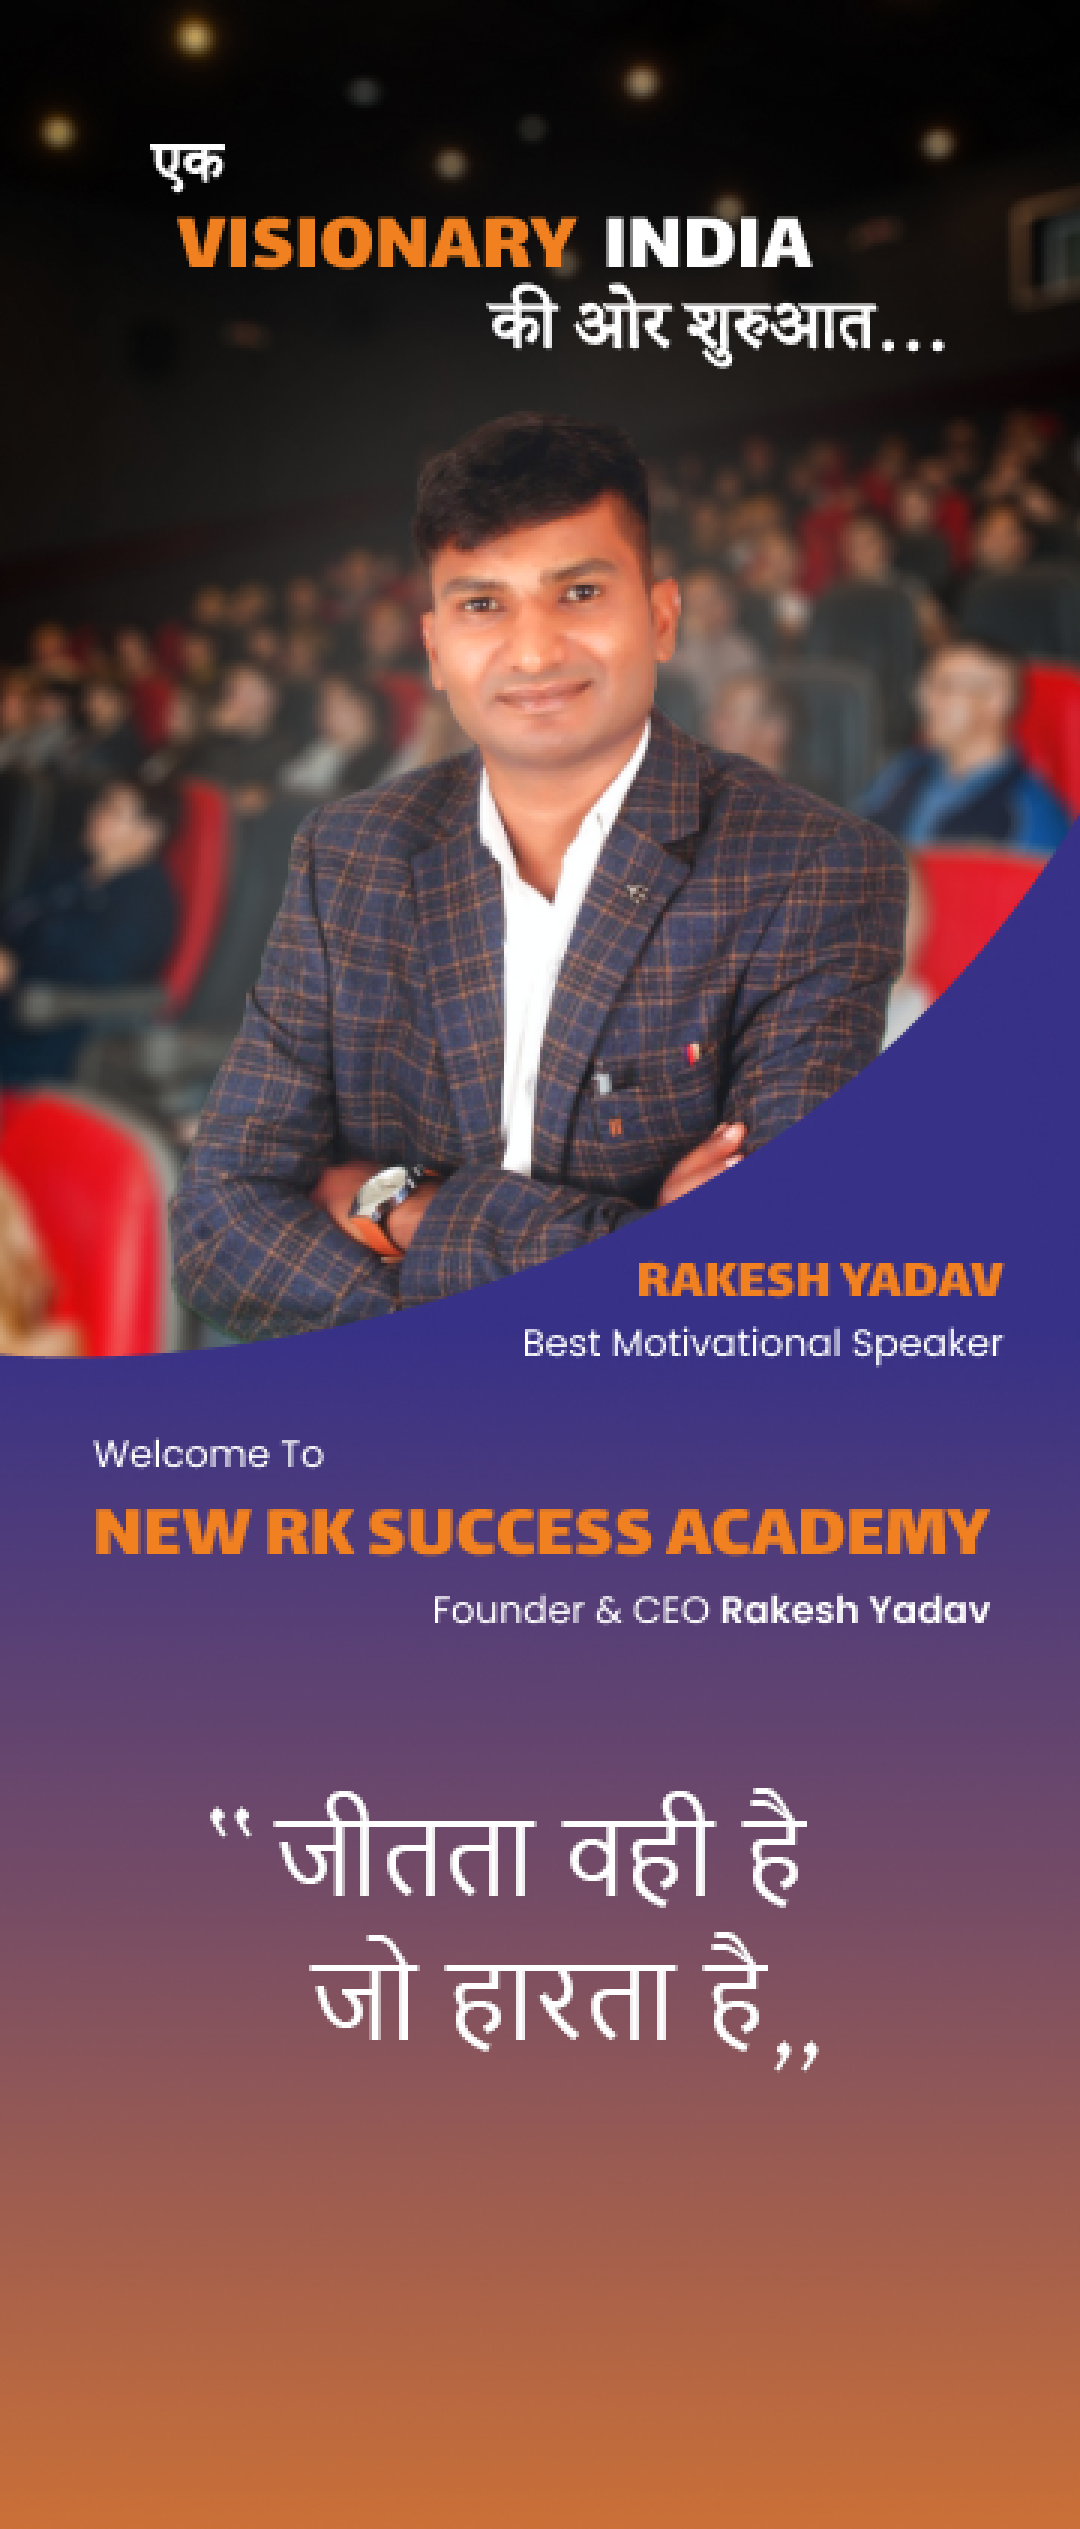 एक
VISIONARY INDIA
की ओर शुरुआत...
RAKESH YADAV
Best Motivational Speaker
Welcome To
NEW RK SUCCESS ACADEMY
Founder & CEO Rakesh Yadav
“जीतता वही है
जो हारता है,,